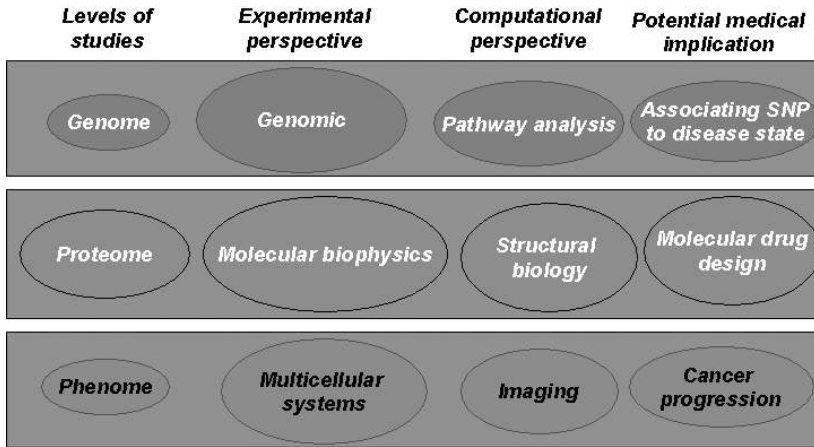 Levels of studies
Experimental perspective
Computational perspective
Potential medical implication
Genome
Genomic
Pathway analysis
Associating SNP
to disease state
Proteome
Molecular biophysics
Structural
biology
Molecular drug
design
Phenome
Multicellular
systems
Imaging
Cancer
progression